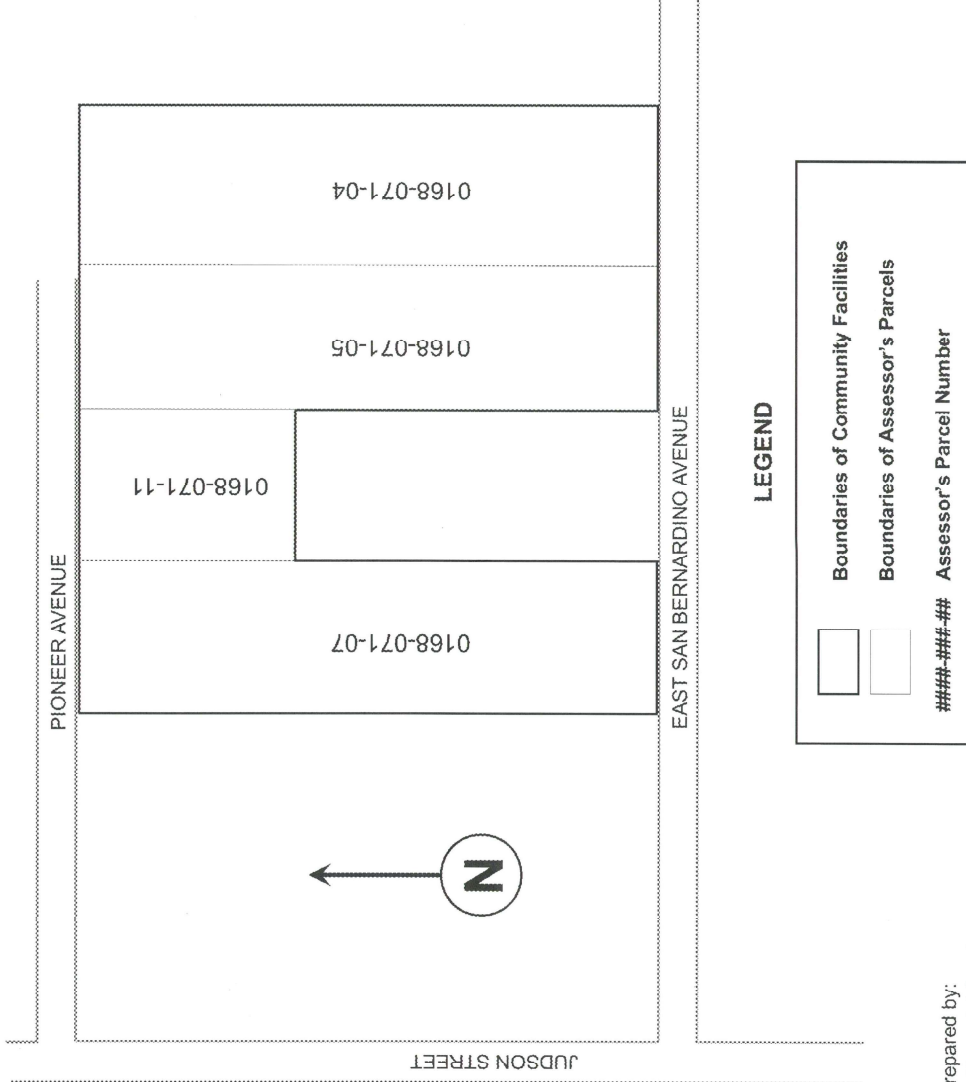 PIONEER AVENUE
0168-071-07
0168-071-11
0168-071-05
0168-071-04
JUDSON STREET
N
EAST SAN BERNARDINO AVENUE
LEGEND
Boundaries of Community Facilities
Boundaries of Assessor's Parcels
####-###-## Assessor's Parcel Number
repared by: